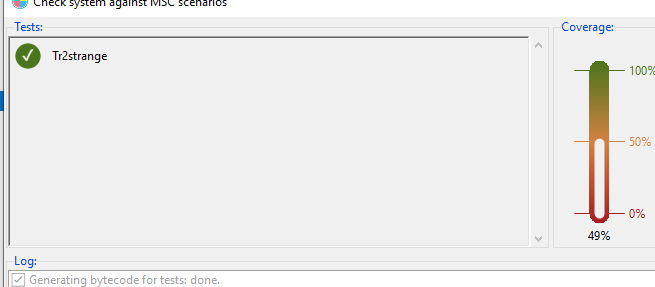 Check system against MSC scenarios
Tests:
Coverage:
Tr2strange
100%
50%
0%
49%
Log:
Generating bytecode for tests: done.